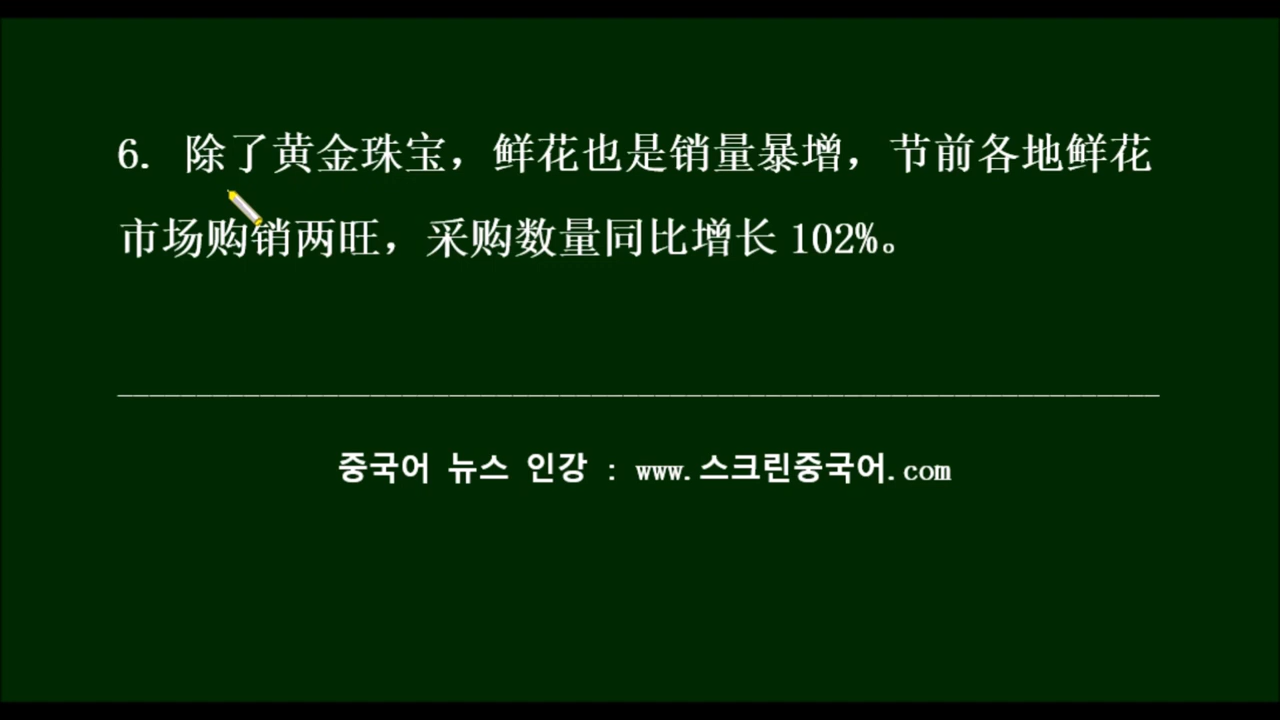 6. 除了黄金珠宝，鲜花也是销量暴增，节前各地鲜花
市场购销两旺，采购数量同比增长 102%。
중국어 뉴스 인강 : www.스크린중국어.com